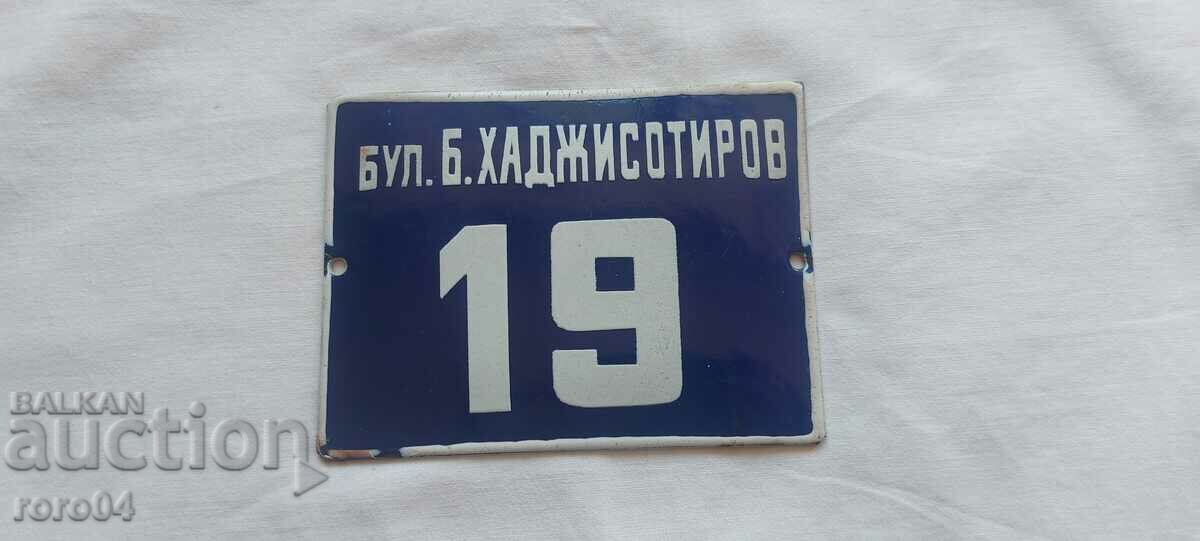 БУЛ. Б. ХАДЖИСОТИРОВ
19
BALKAN
auction
roro04